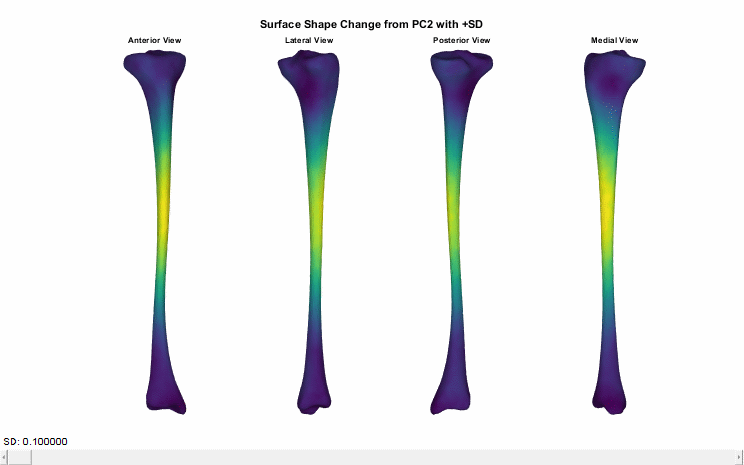 Surface Shape Change from PC2 with +SD
Anterior View
Lateral View
Posterior View
Medial View
SD: 0.100000